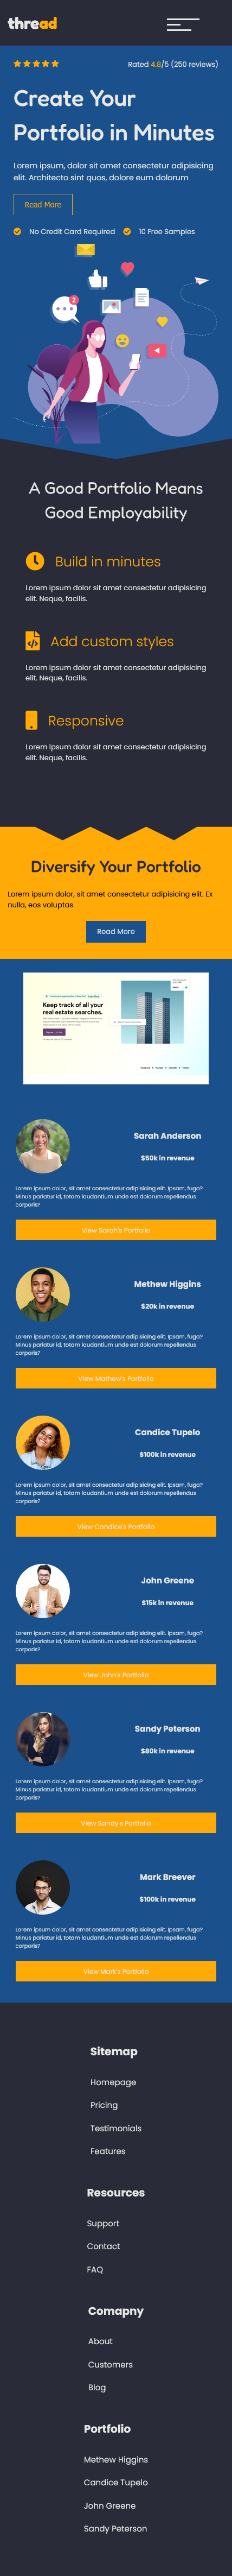 thread
Rated 4.8/5 (250 reviews)
Create Your
Portfolio in Minutes
Lorem ipsum, dolor sit amet consectetur adipisicing
elit. Architecto sint quos, dolore eum dolorum
Read More
No Credit Card Required
10 Free Samples
2
A Good Portfolio Means
Good Employability
Build in minutes
Lorem ipsum dolor sit amet consectetur adipisicing
elit. Neque, facilis.
Add custom styles
Lorem ipsum dolor sit amet consectetur adipisicing
elit. Neque, facilis.
Responsive
Lorem ipsum dolor sit amet consectetur adipisicing
elit. Neque, facilis.
Diversify Your Portfolio
Lorem ipsum dolor, sit amet consectetur adipisicing elit. Ex
nulla, eos voluptas
Read More
Keep track of all your
real estate searches.
Sarah Anderson
$50k in revenue
Lorem ipsum dolor, sit amet consectetur adipisicing elit. Ipsam, fuga?
Minus pariatur id, totam laudantium unde est dolorum repellendus
corporis?
View Sarah's Portfolio
Methew Higgins
$20k in revenue
Lorem ipsum dolor, sit amet consectetur adipisicing elit. Ipsam, fuga?
Minus pariatur id, totam laudantium unde est dolorum repellendus
corporis?
View Mathew's Portfolio
Candice Tupelo
$100k in revenue
Lorem ipsum dolor, sit amet consectetur adipisicing elit. Ipsam, fuga?
Minus pariatur id, totam laudantium unde est dolorum repellendus
corporis?
View Candice's Portfolio
John Greene
$15k in revenue
Lorem ipsum dolor, sit amet consectetur adipisicing elit. Ipsam, fuga?
Minus pariatur id, totam laudantium unde est dolorum repellendus
corporis?
View John's Portfolio
Sandy Peterson
$80k in revenue
Lorem ipsum dolor, sit amet consectetur adipisicing elit. Ipsam, fuga?
Minus pariatur id, totam laudantium unde est dolorum repellendus
corporis?
View Sandy's Portfolio
Mark Breever
$100k in revenue
Lorem ipsum dolor, sit amet consectetur adipisicing elit. Ipsam, fuga?
Minus pariatur id, totam laudantium unde est dolorum repellendus
corporis?
View Mark's Portfolio
Sitemap
Homepage
Pricing
Testimonials
Features
Resources
Support
Contact
FAQ
Comapny
About
Customers
Blog
Portfolio
Methew Higgins
Candice Tupelo
John Greene
Sandy Peterson